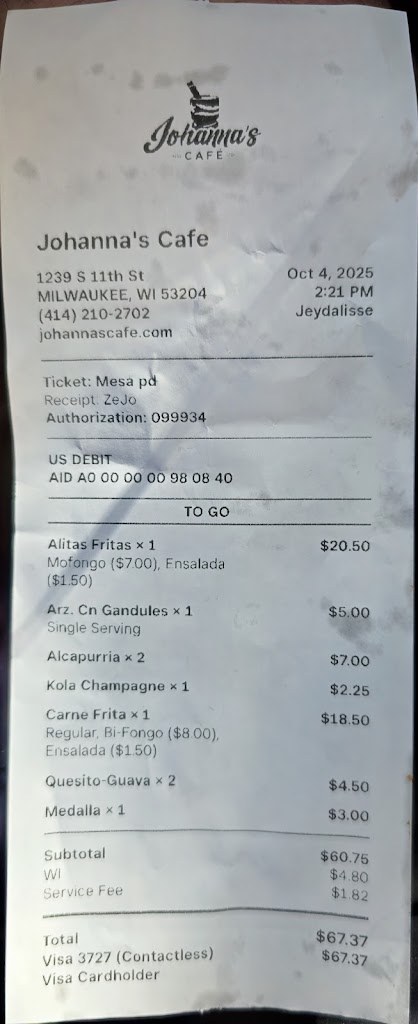 Johanna's
CAFÉ
Johanna's Cafe
1239 S 11th St Oct 4, 2025
MILWAUKEE, WI 53204 2:21 PM
(414) 210-2702 Jeydalisse
johannascafe.com
Ticket: Mesa pd
Receipt: ZeJo
Authorization: 099934
US DEBIT
AID A0 00 00 00 98 08 40
TO GO
Alitas Fritas × 1 $20.50
Mofongo ($7.00), Ensalada
($1.50)
Arz. Cn Gandules × 1 $5.00
Single Serving
Alcapurria × 2 $7.00
Kola Champagne × 1 $2.25
Carne Frita × 1 $18.50
Regular, Bi-Fongo ($8.00),
Ensalada ($1.50)
Quesito-Guava × 2 $4.50
Medalla × 1 $3.00
Subtotal $60.75
WI $4.80
Service Fee $1.82
Total $67.37
Visa 3727 (Contactless) $67.37
Visa Cardholder